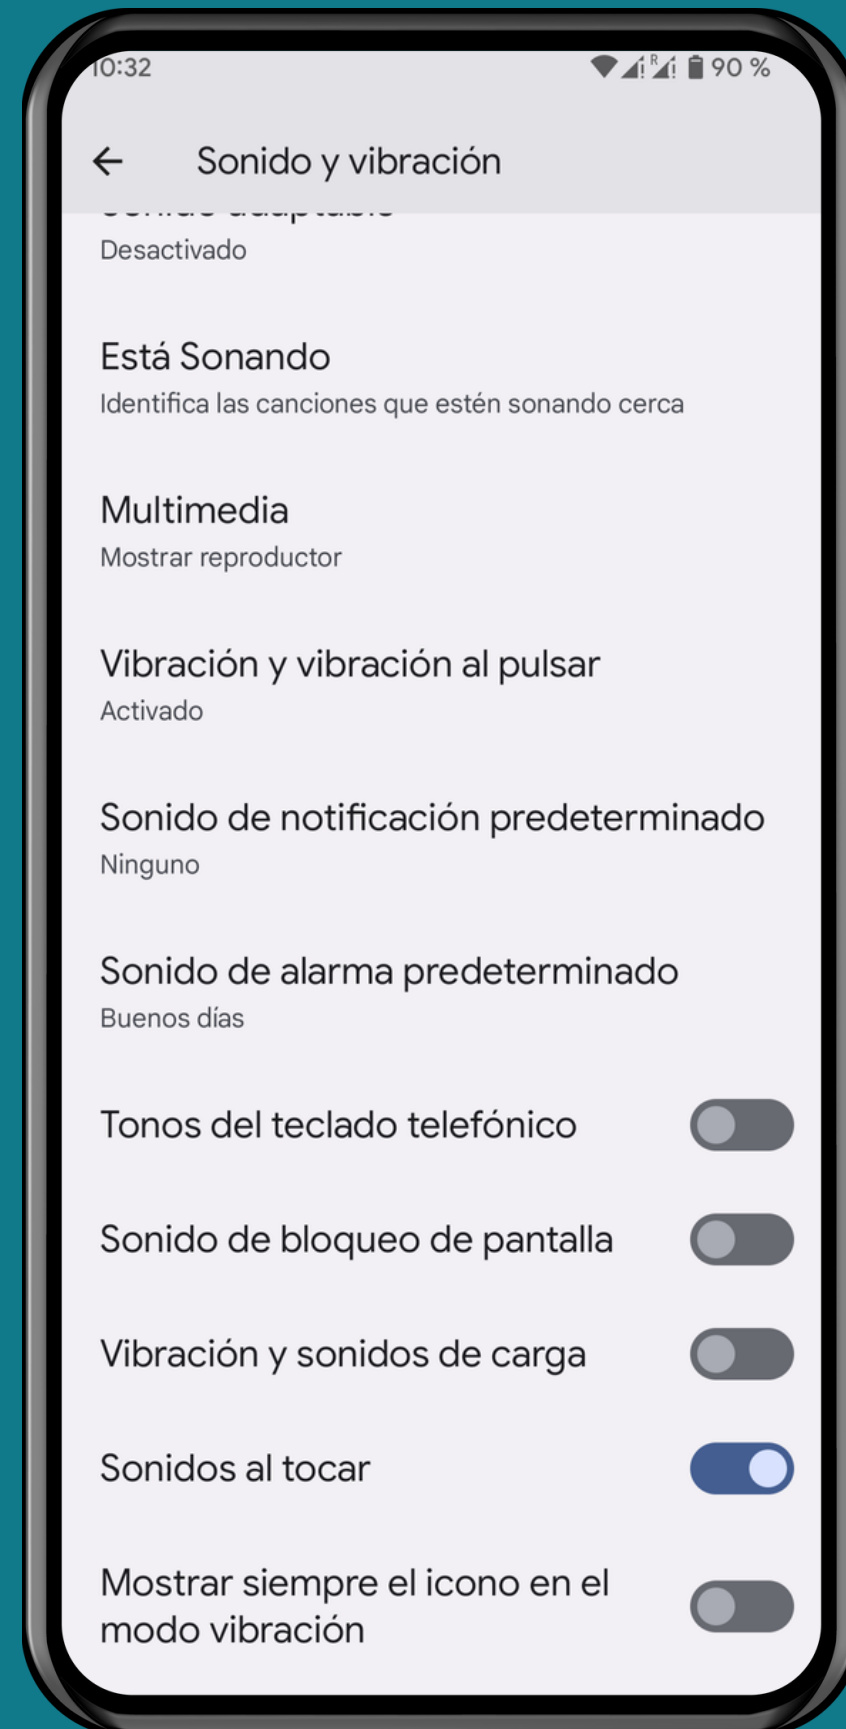 10:32
R
90 %
Sonido y vibración
Desactivado
Está Sonando
Identifica las canciones que estén sonando cerca
Multimedia
Mostrar reproductor
Vibración y vibración al pulsar
Activado
Sonido de notificación predeterminado
Ninguno
Sonido de alarma predeterminado
Buenos días
Tonos del teclado telefónico
Sonido de bloqueo de pantalla
Vibración y sonidos de carga
Sonidos al tocar
Mostrar siempre el icono en el
modo vibración